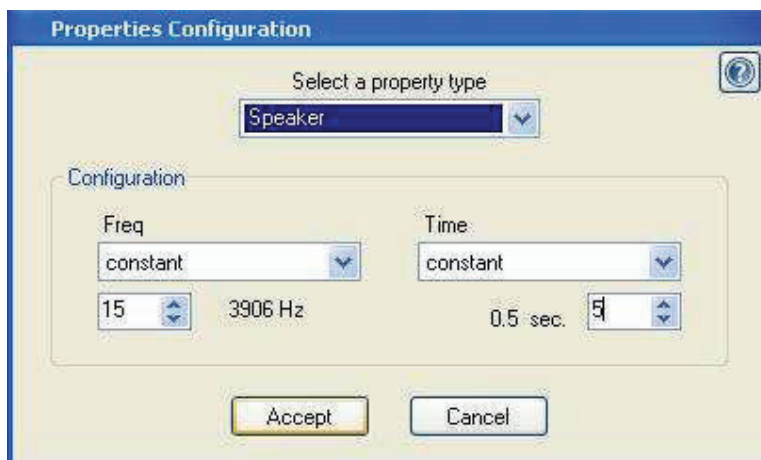 Properties Configuration
Select a property type
Speaker
Configuration
Freq
Time
constant
constant
15
3906 Hz
0.5 sec.
5
Accept
Cancel